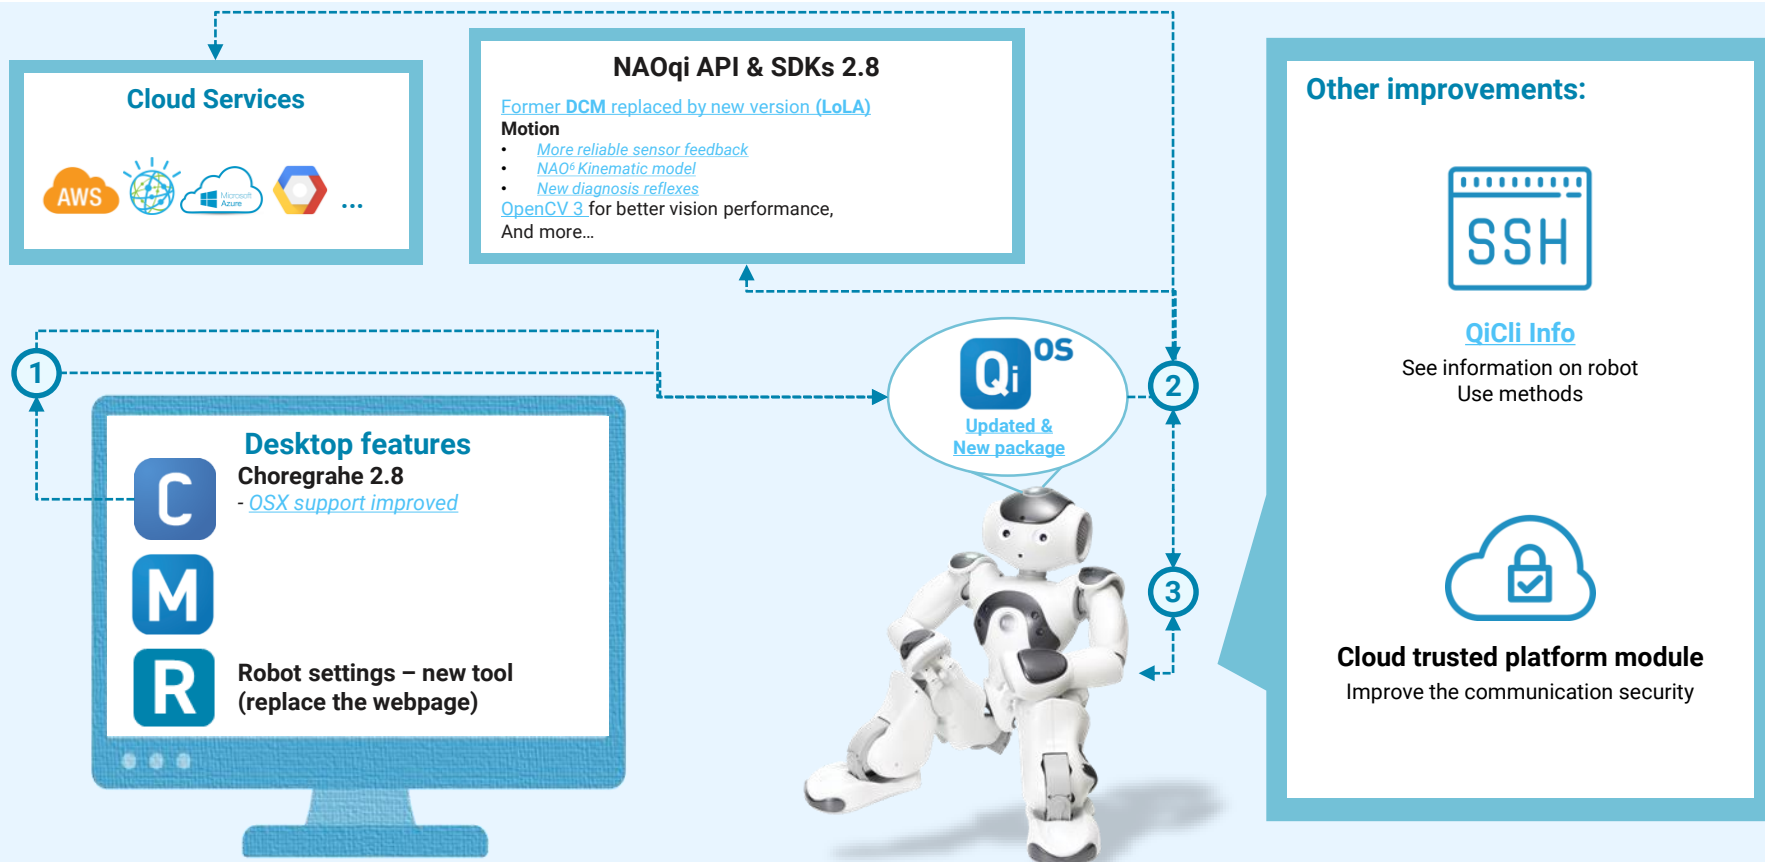 Cloud Services
AWS
Microsoft
Azure
...
NAOqi API & SDKs 2.8
Former DCM replaced by new version (LoLA)
Motion
• More reliable sensor feedback
• NAO⁶ Kinematic model
• New diagnosis reflexes
OpenCV 3 for better vision performance,
And more...
1
Desktop features
C
Choregrahe 2.8
- OSX support improved
M
R
Robot settings – new tool
(replace the webpage)
Qi OS
Updated &
New package
2
3
Other improvements:
SSH
QiCli Info
See information on robot
Use methods
Cloud trusted platform module
Improve the communication security